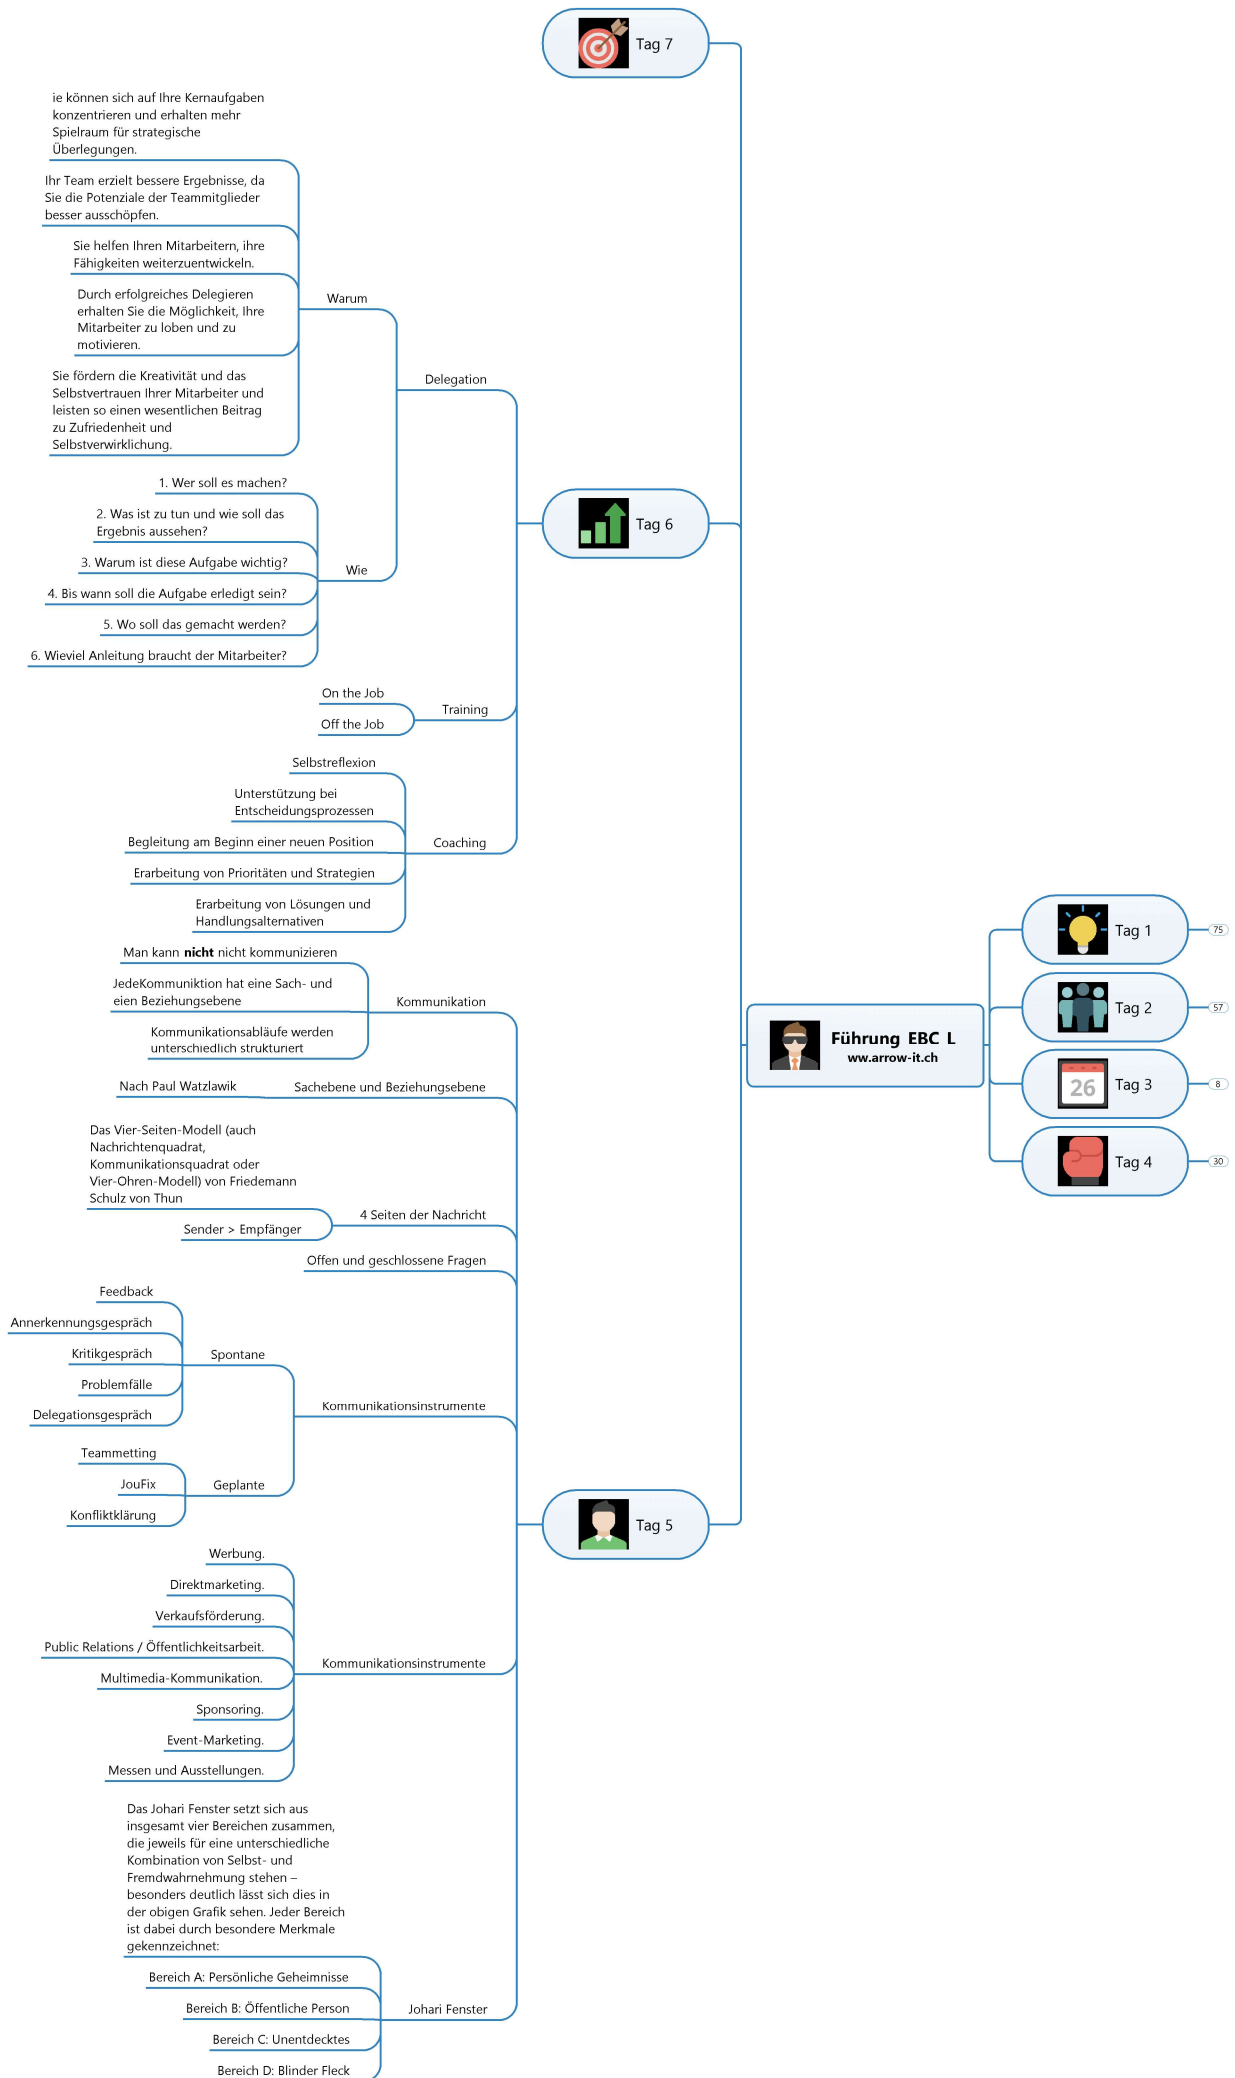 Tag 7
ie können sich auf Ihre Kernaufgaben
konzentrieren und erhalten mehr
Spielraum für strategische
Überlegungen.
Ihr Team erzielt bessere Ergebnisse, da
Sie die Potenziale der Teammitglieder
besser ausschöpfen.
Sie helfen Ihren Mitarbeitern, ihre
Fähigkeiten weiterzuentwickeln.
Durch erfolgreiches Delegieren
erhalten Sie die Möglichkeit, Ihre
Mitarbeiter zu loben und zu
motivieren.
Sie fördern die Kreativität und das
Selbstvertrauen Ihrer Mitarbeiter und
leisten so einen wesentlichen Beitrag
zu Zufriedenheit und
Selbstverwirklichung.
Warum
Delegation
1. Wer soll es machen?
2. Was ist zu tun und wie soll das
Ergebnis aussehen?
3. Warum ist diese Aufgabe wichtig?
4. Bis wann soll die Aufgabe erledigt sein?
5. Wo soll das gemacht werden?
6. Wieviel Anleitung braucht der Mitarbeiter?
Wie
Tag 6
On the Job
Off the Job
Training
Selbstreflexion
Unterstützung bei
Entscheidungsprozessen
Begleitung am Beginn einer neuen Position
Erarbeitung von Prioritäten und Strategien
Erarbeitung von Lösungen und
Handlungsalternativen
Coaching
Man kann nicht nicht kommunizieren
JedeKommuniktion hat eine Sach- und
eien Beziehungsebene
Kommunikationsabläufe werden
unterschiedlich strukturiert
Kommunikation
Nach Paul Watzlawik
Sachebene und Beziehungsebene
Das Vier-Seiten-Modell (auch
Nachrichtenquadrat,
Kommunikationsquadrat oder
Vier-Ohren-Modell) von Friedemann
Schulz von Thun
Sender > Empfänger
4 Seiten der Nachricht
Offen und geschlossene Fragen
Feedback
Annerkennungsgespräch
Kritikgespräch
Problemfälle
Delegationsgespräch
Spontane
Kommunikationsinstrumente
Teammetting
JouFix
Konfliktklärung
Geplante
Tag 5
Werbung.
Direktmarketing.
Verkaufsförderung.
Public Relations / Öffentlichkeitsarbeit.
Multimedia-Kommunikation.
Sponsoring.
Event-Marketing.
Messen und Ausstellungen.
Kommunikationsinstrumente
Das Johari Fenster setzt sich aus
insgesamt vier Bereichen zusammen,
die jeweils für eine unterschiedliche
Kombination von Selbst- und
Fremdwahrnehmung stehen –
besonders deutlich lässt sich dies in
der obigen Grafik sehen. Jeder Bereich
ist dabei durch besondere Merkmale
gekennzeichnet:
Bereich A: Persönliche Geheimnisse
Bereich B: Öffentliche Person
Bereich C: Unentdecktes
Bereich D: Blinder Fleck
Johari Fenster
Führung EBC L
ww.arrow-it.ch
Tag 1
75
Tag 2
57
26
Tag 3
8
Tag 4
30